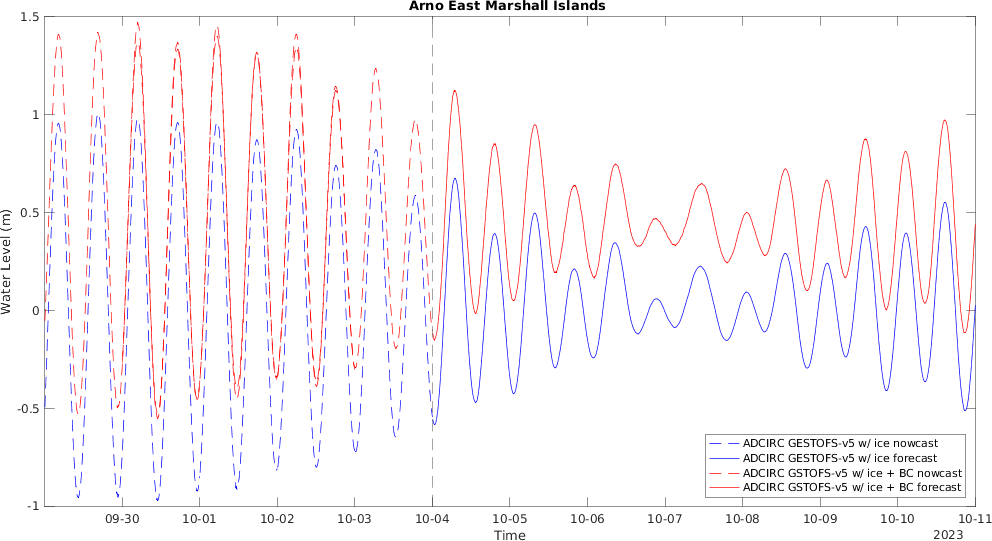 Arno East Marshall Islands
1.5
1
0.5
0
-0.5
-1
Water Level (m)
09-30 10-01 10-02 10-03 10-04 10-05 10-06 10-07 10-08 10-09 10-10 10-11
Time
2023
ADCIRC GESTOFS-v5 w/ ice nowcast
ADCIRC GESTOFS-v5 w/ ice forecast
ADCIRC GSTOFS-v5 w/ ice + BC nowcast
ADCIRC GSTOFS-v5 w/ ice + BC forecast